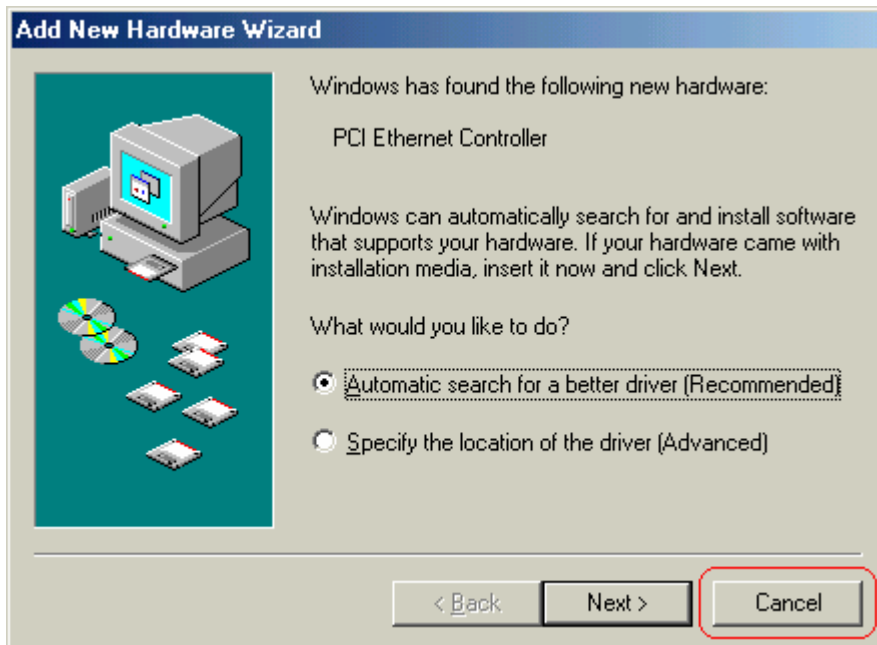 Add New Hardware Wizard
Windows has found the following new hardware:
PCI Ethernet Controller
Windows can automatically search for and install software
that supports your hardware. If your hardware came with
installation media, insert it now and click Next.
What would you like to do?
Automatic search for a better driver (Recommended)
Specify the location of the driver (Advanced)
< Back
Next >
Cancel